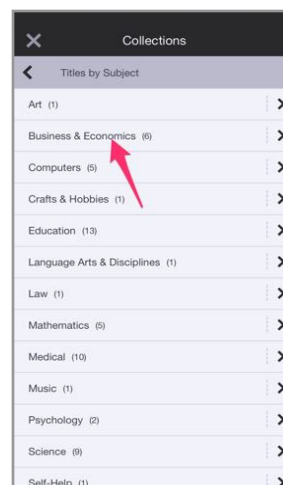 Collections
Titles by Subject
Art (1)
Business & Economics (6)
Computers (5)
Crafts & Hobbies (1)
Education (13)
Language Arts & Disciplines (1)
Law (1)
Mathematics (5)
Medical (10)
Music (1)
Psychology (2)
Science (9)
Self-Help (1)